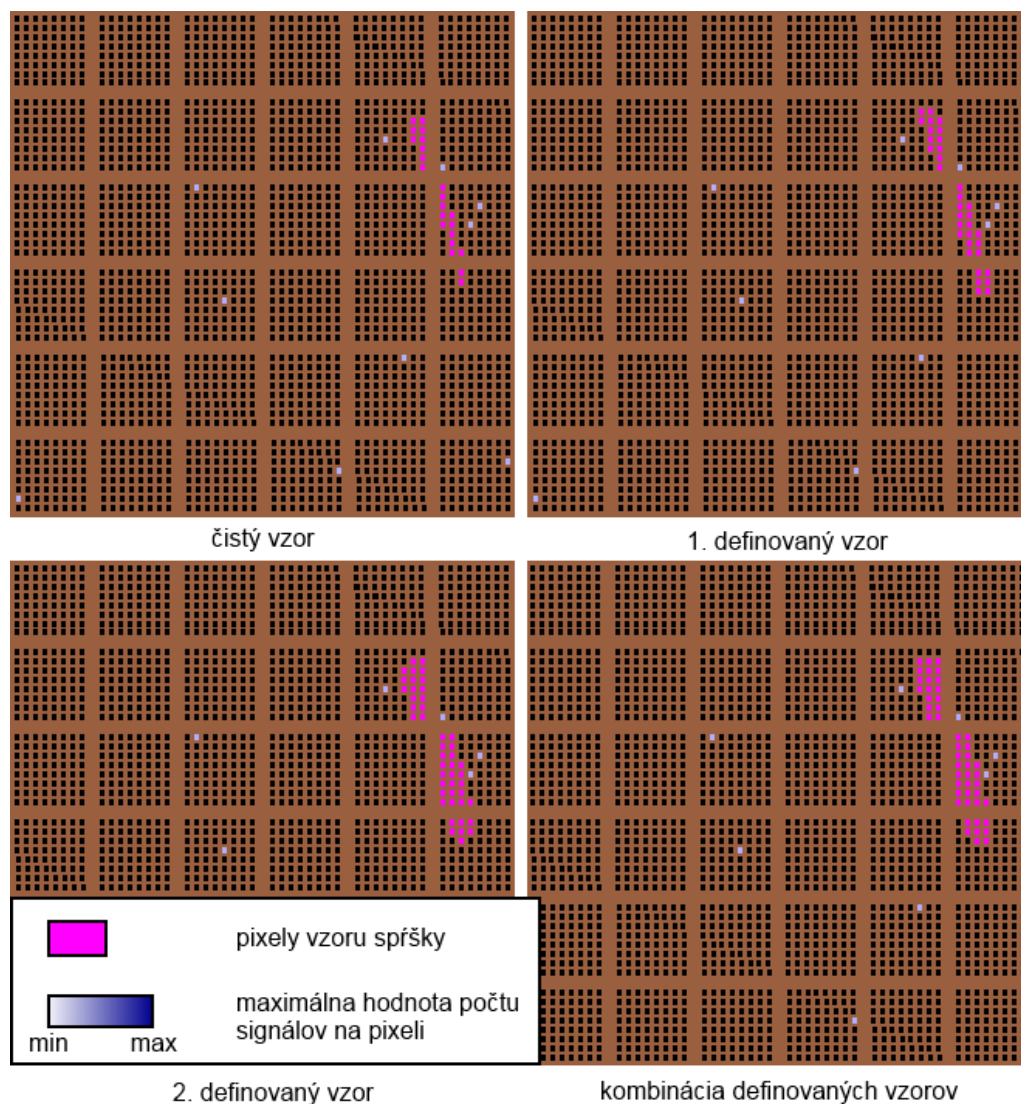 čistý vzor
1. definovaný vzor
pixely vzoru spŕšky
maximálna hodnota počtu
signálov na pixeli
min max
2. definovaný vzor
kombinácia definovaných vzorov